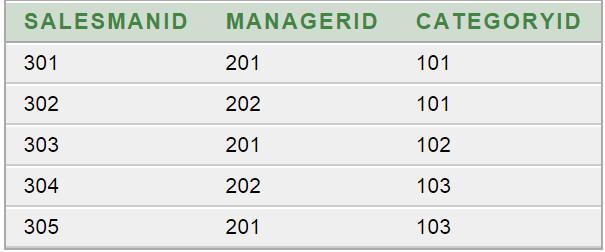 SALESMANID MANAGERID CATEGORYID
301 201 101
302 202 101
303 201 102
304 202 103
305 201 103